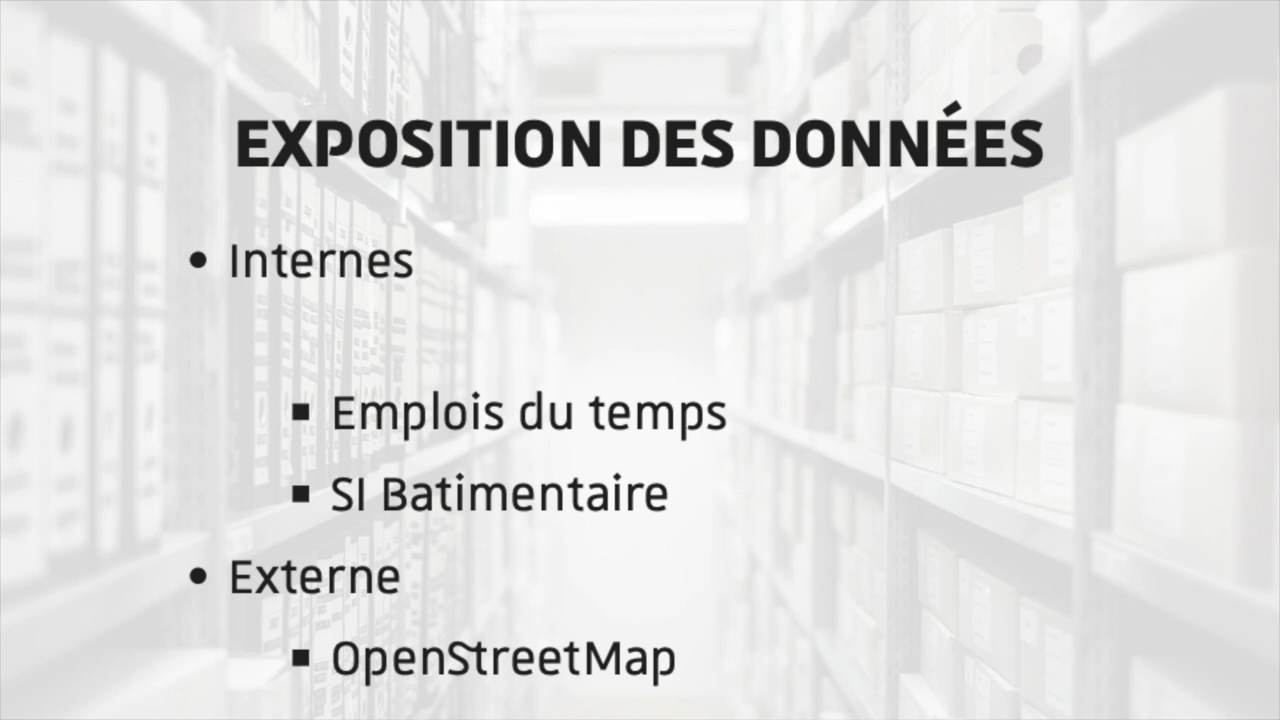 EXPOSITION DES DONNÉES
• Internes
▪ Emplois du temps
▪ SI Batimentaire
• Externe
▪ OpenStreetMap